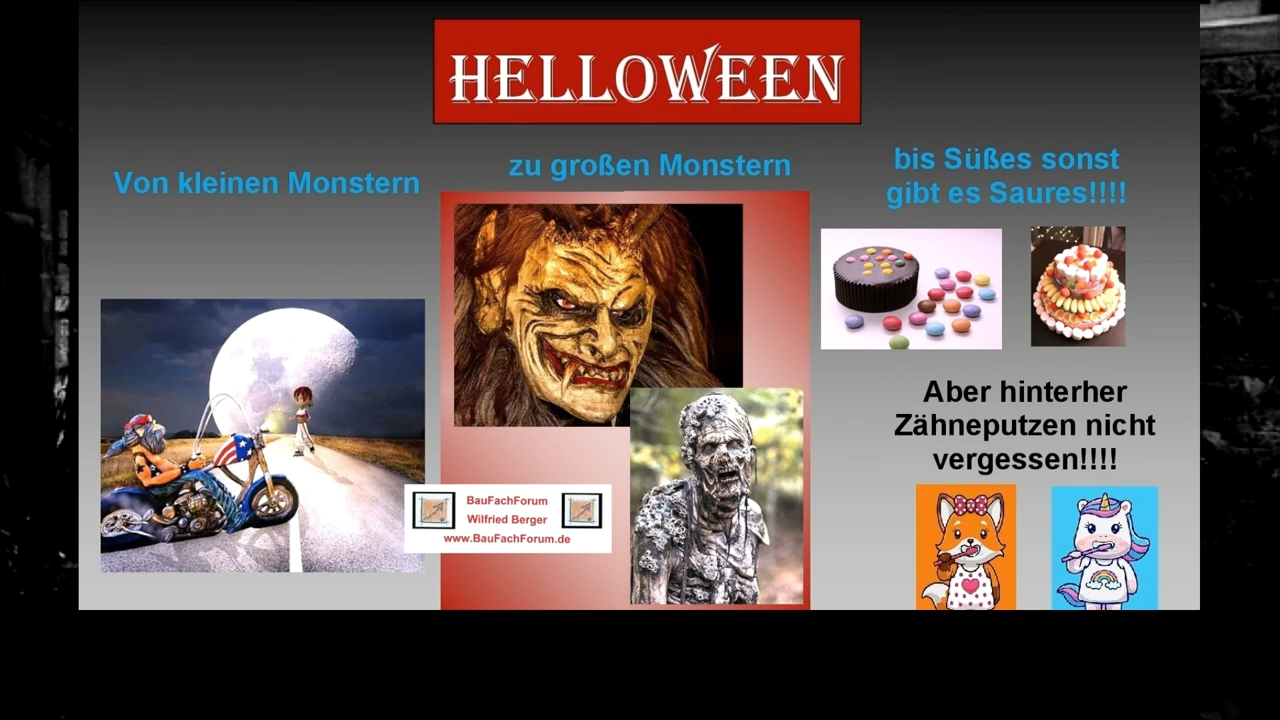 HELLOWEEN
Von kleinen Monstern
zu großen Monstern
bis Süßes sonst
gibt es Saures!!!!
BauFachForum
Wilfried Berger
www.BauFachForum.de
Aber hinterher
Zähneputzen nicht
vergessen!!!!